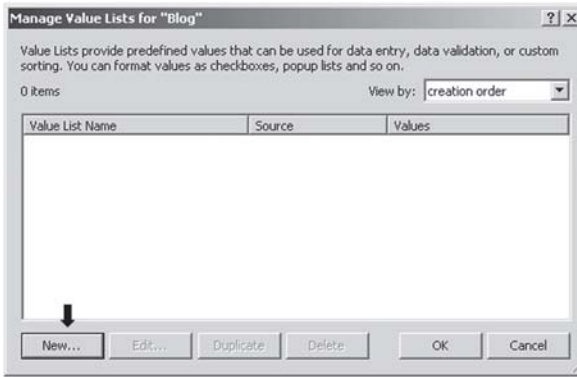 Manage Value Lists for "Blog"
Value Lists provide predefined values that can be used for data entry, data validation, or custom
sorting. You can format values as checkboxes, popup lists and so on.
0 items View by: creation order
Value List Name Source Values
New... Edit... Duplicate Delete OK Cancel